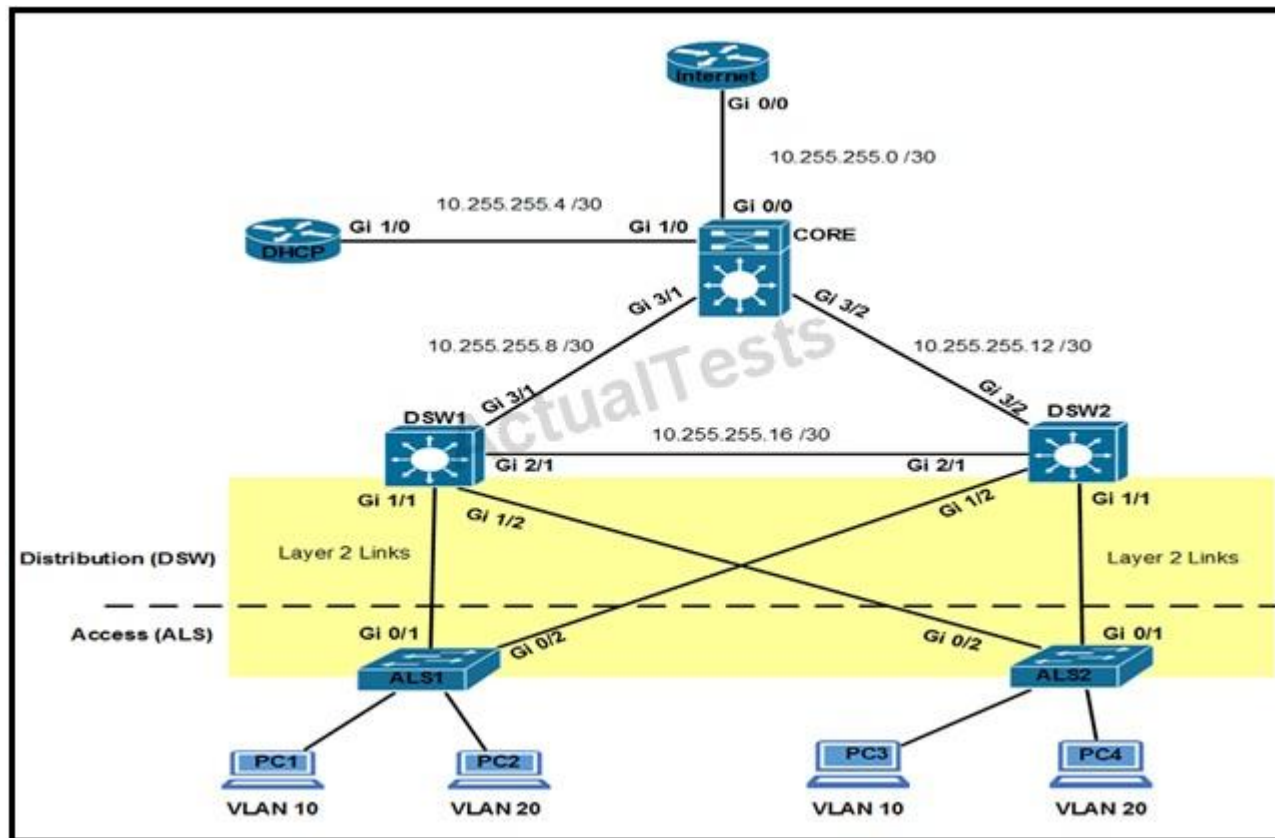 Internet
Gi 0/0
10.255.255.0 /30
10.255.255.4 /30
Gi 0/0
Gi 1/0
Gi 1/0
CORE
DHCP
Gi 3/1
Gi 3/2
10.255.255.8 /30
10.255.255.12 /30
ActualTests
Gi 3/1
Gi 3/2
DSW1
DSW2
10.255.255.16 /30
Gi 2/1
Gi 2/1
Gi 1/1
Gi 1/2
Gi 1/2
Gi 1/1
Layer 2 Links
Layer 2 Links
Distribution (DSW)
Access (ALS)
Gi 0/1
Gi 0/2
Gi 0/2
Gi 0/1
ALS1
ALS2
PC1
PC2
PC3
PC4
VLAN 10
VLAN 20
VLAN 10
VLAN 20